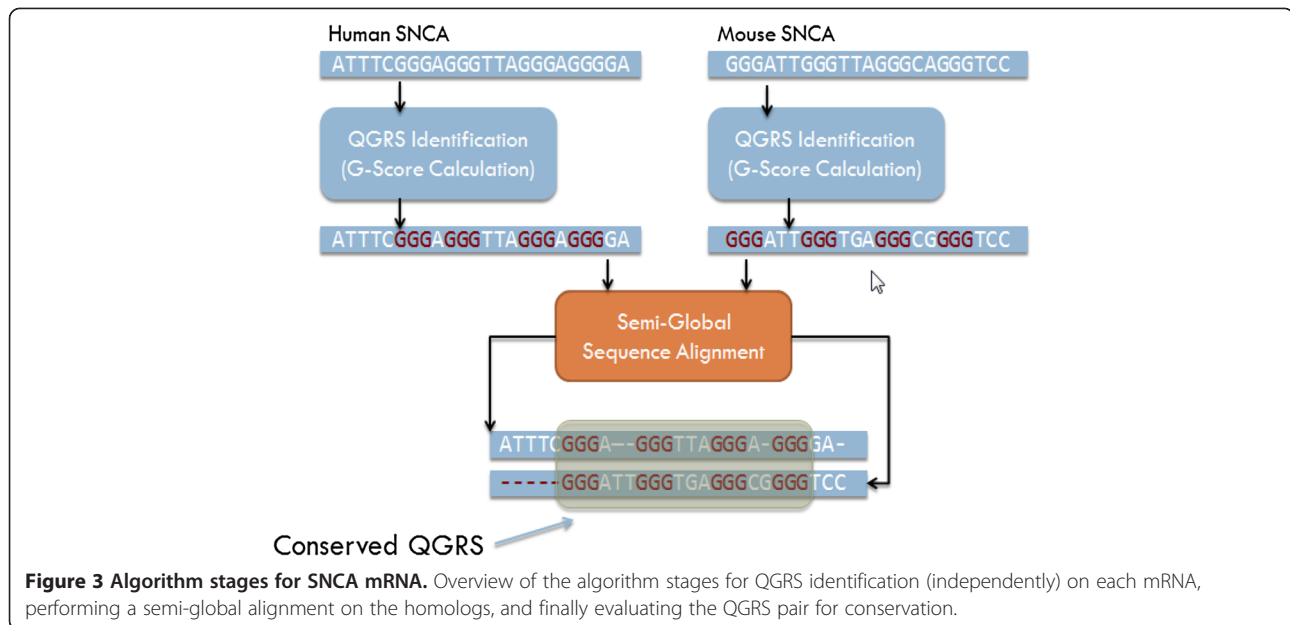 Human SNCA
Mouse SNCA
ATTTCGGGAGGGTTAGGGAGGGGA
GGGATTGGGTTAGGGCAGGGTCC
QGRS Identification
(G-Score Calculation)
QGRS Identification
(G-Score Calculation)
ATTTCGGGAGGGTTAGGGAGGGGA
GGGATTGGGTGAGGGCGGGGTCC
Semi-Global
Sequence Alignment
ATTTCGGGA--GGGTTAGGGA-GGGGA-
-----GGGATTGGGTGAGGGCGGGGTCC
Conserved QGRS
Figure 3 Algorithm stages for SNCA mRNA. Overview of the algorithm stages for QGRS identification (independently) on each mRNA,
performing a semi-global alignment on the homologs, and finally evaluating the QGRS pair for conservation.